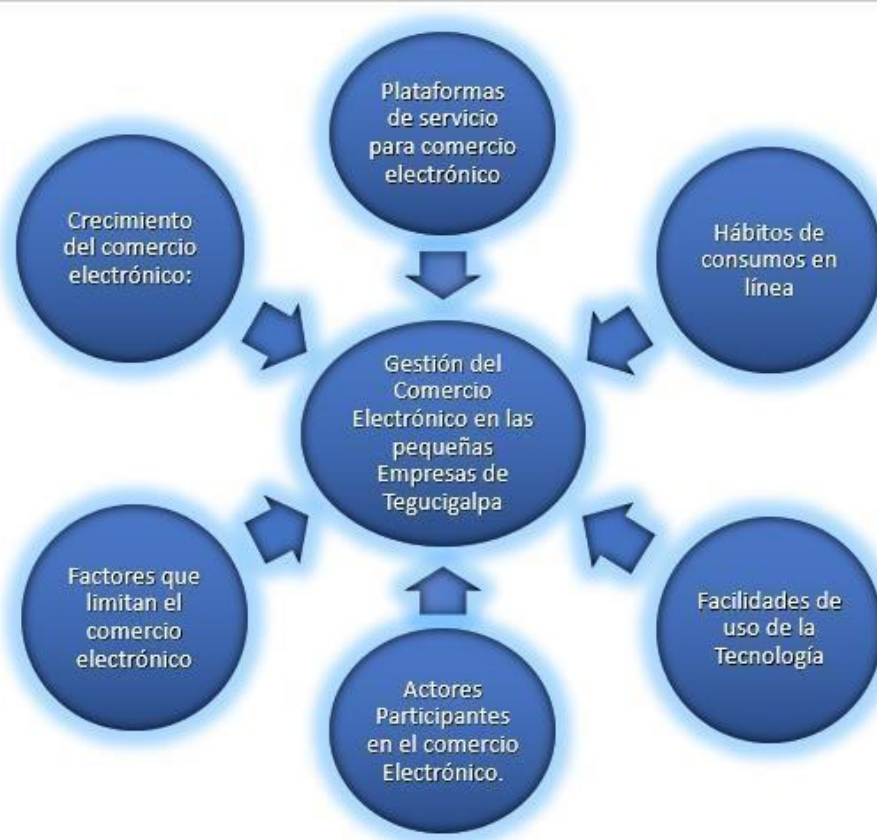 Plataformas
de servicio
para comercio
electrónico
Crecimiento
del comercio
electrónico:
Hábitos de
consumos en
línea
Gestión del
Comercio
Electrónico en las
pequeñas
Empresas de
Tegucigalpa
Factores que
limitan el
comercio
electrónico
Facilidades de
uso de la
Tecnología
Actores
Participantes
en el comercio
Electrónico.